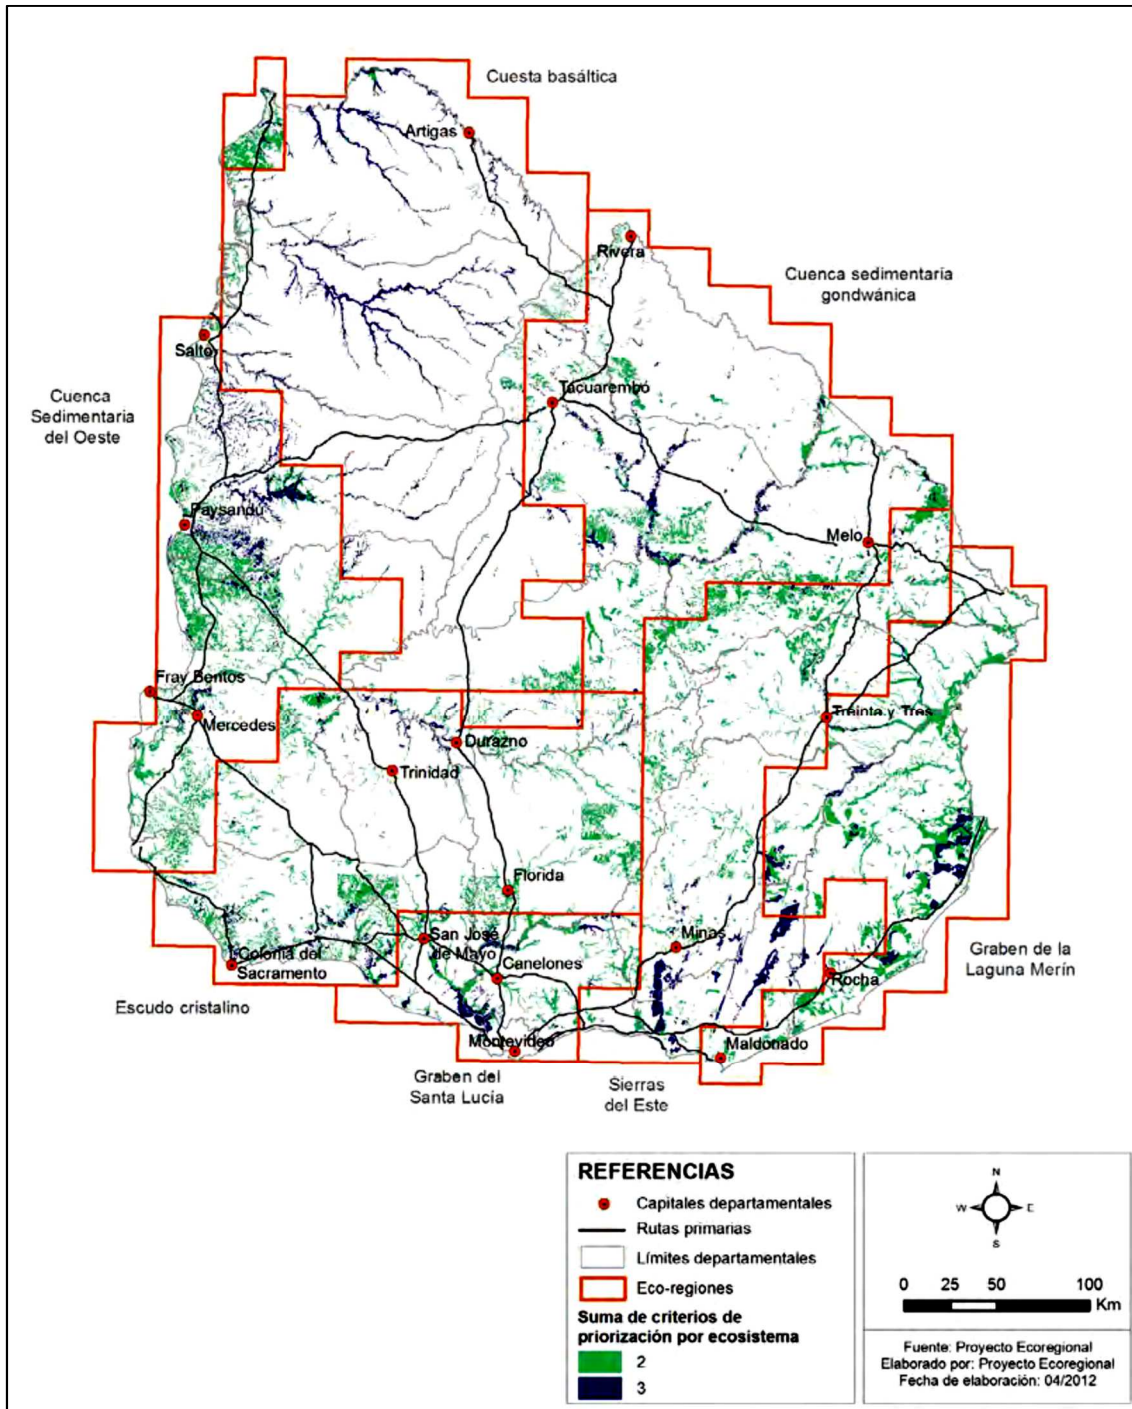 Cuesta basáltica
Artigas
Rivera
Cuenca sedimentaria
gondwánica
Salto
Tacuarembó
Cuenca
Sedimentaria
del Oeste
Paysandú
Melo
Fray Bentos
Mercedes
Treinta y Tres
Durazno
Trinidad
Florida
San José
de Mayo
Minas
Colonia del
Sacramento
Canelones
Rocha
Graben de la
Laguna Merín
Escudo cristalino
Montevideo
Maldonado
Graben del
Santa Lucía
Sierras
del Este
REFERENCIAS
Capitales departamentales
Rutas primarias
Límites departamentales
Eco-regiones
Suma de criterios de
priorización por ecosistema
2
3
N
W E
S
0 25 50 100
Km
Fuente: Proyecto Ecoregional
Elaborado por: Proyecto Ecoregional
Fecha de elaboración: 04/2012